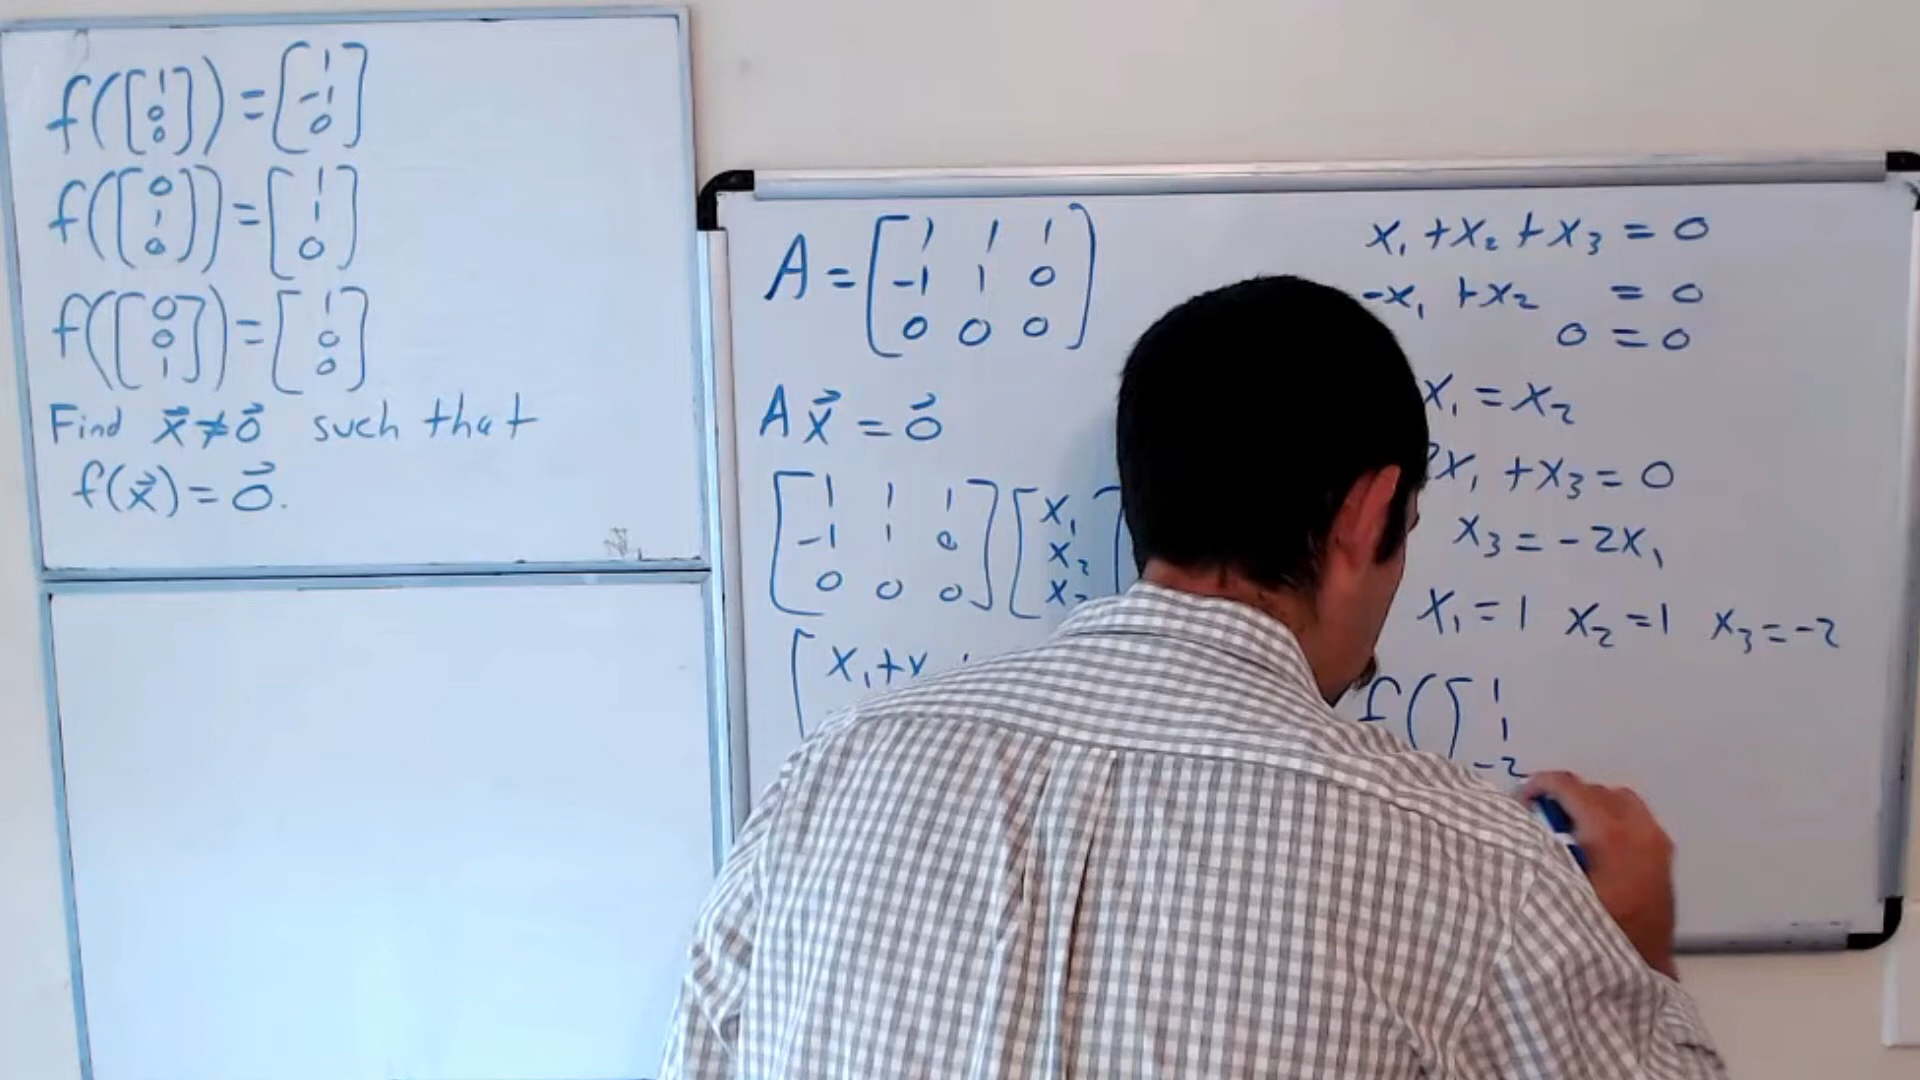 f([1 0 0]) = [1 -1 0]
f([0 1 0]) = [1 1 0]
f([0 0 1]) = [1 0 0]
Find x⃗ ≠ 0⃗ such that
f(x⃗) = 0⃗.
A = [1 1 1
-1 1 0
0 0 0]
A x⃗ = 0⃗
[1 1 1
-1 1 0
0 0 0] [x₁ x₂
[x₁ +
x₁ + x₂ + x₃ = 0
-x₁ + x₂ = 0
0 = 0
x₁ = x₂
x₁ + x₃ = 0
x₃ = -2x₁
x₁ = 1 x₂ = 1 x₃ = -2
f([1 1 -2